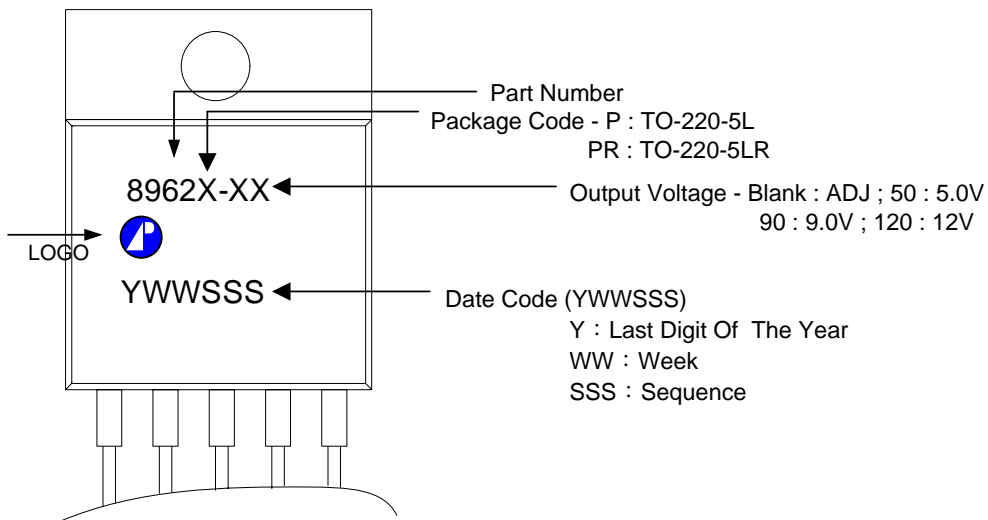 Part Number
Package Code - P : TO-220-5L
PR : TO-220-5LR
8962X-XX
Output Voltage - Blank : ADJ ; 50 : 5.0V
90 : 9.0V ; 120 : 12V
LOGO
YWWSSS
Date Code (YWWSSS)
Y：Last Digit Of The Year
WW：Week
SSS：Sequence